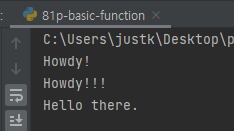 :
81p-basic-function ×
C:\Users\justk\Desktop\p
Howdy!
Howdy!!!
Hello there.